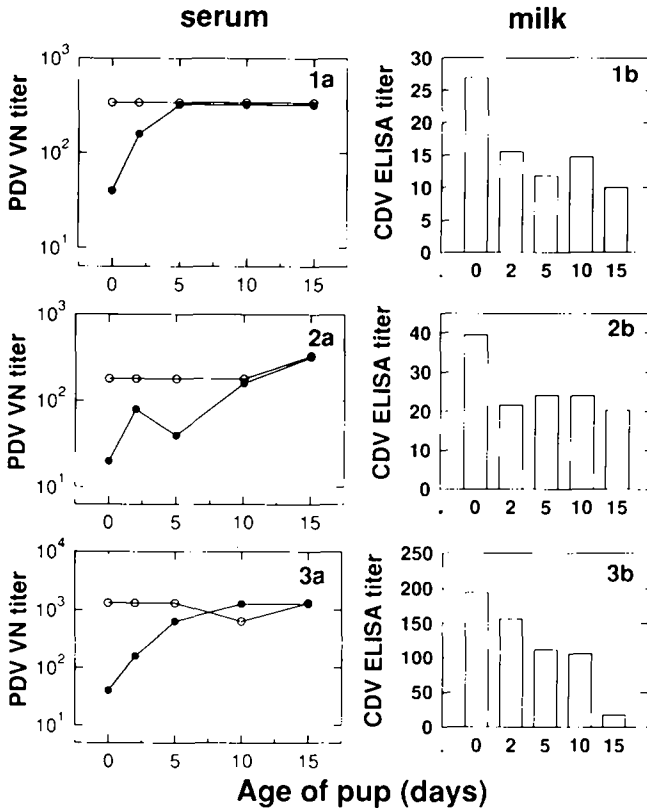 serum
milk
PDV VN titer
10³
10²
10¹
1a
0 5 10 15
CDV ELISA titer
30
25
20
15
10
5
0
1b
0 2 5 10 15
PDV VN titer
10³
10²
10¹
2a
0 5 10 15
CDV ELISA titer
40
30
20
10
0
2b
0 2 5 10 15
PDV VN titer
10⁴
10³
10²
10¹
3a
0 5 10 15
CDV ELISA titer
250
200
150
100
50
0
3b
0 2 5 10 15
Age of pup (days)